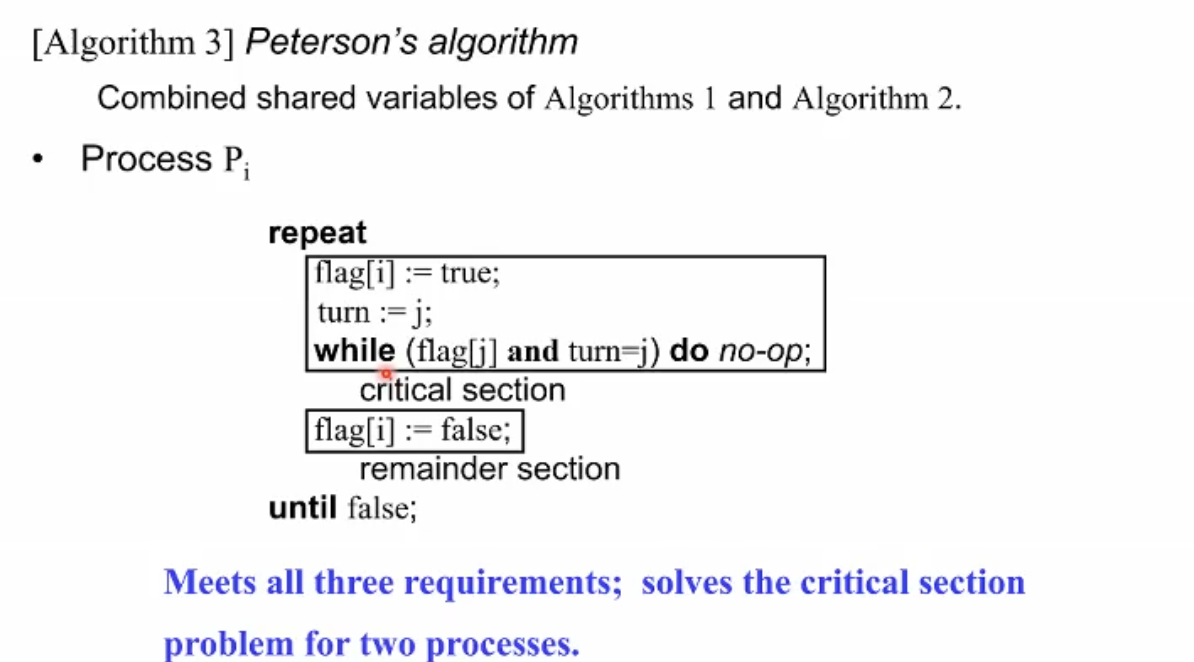 [Algorithm 3] Peterson's algorithm
Combined shared variables of Algorithms 1 and Algorithm 2.
• Process Pi
repeat
flag[i] := true;
turn := j;
while (flag[j] and turn=j) do no-op;
critical section
flag[i] := false;
remainder section
until false;
Meets all three requirements; solves the critical section
problem for two processes.